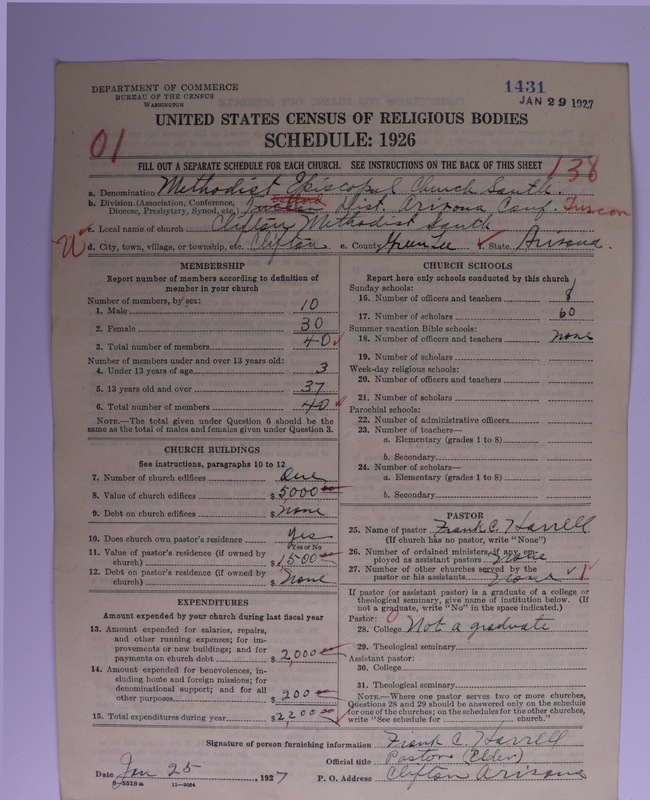 DEPARTMENT OF COMMERCE
BUREAU OF THE CENSUS
WASHINGTON
1431
JAN 29 1927
UNITED STATES CENSUS OF RELIGIOUS BODIES
SCHEDULE: 1926
01
FILL OUT A SEPARATE SCHEDULE FOR EACH CHURCH. SEE INSTRUCTIONS ON THE BACK OF THIS SHEET
138
a. Denomination Methodist Episcopal Church South.
b. Division (Association, Conference, Diocese, Presbytery, Synod, etc.) Dist. Arizona Conf. Tucson
c. Local name of church Clifton Methodist South
d. City, town, village, or township, etc. Clifton e. County Greenlee ✓ State Arizona.
MEMBERSHIP
Report number of members according to definition of
member in your church
Number of members, by sex:
1. Male 10
2. Female 30
3. Total number of members 40 ✓
Number of members under and over 13 years old:
4. Under 13 years of age 3
5. 13 years old and over 37
6. Total number of members 40 ✓
NOTE.—The total given under Question 6 should be
same as the total of males and females given under Question 3.
CHURCH BUILDINGS
See instructions, paragraphs 10 to 12
7. Number of church edifices One
8. Value of church edifices $ 5000 00
9. Debt on church edifices $ None
10. Does church own pastor's residence yes
Yes or No
11. Value of pastor's residence (if owned by
church) $ 1500 00
12. Debt on pastor's residence (if owned by
church) $ None
EXPENDITURES
Amount expended by your church during last fiscal year
13. Amount expended for salaries, repairs,
and other running expenses; for im-
provements or new buildings; and for
payments on church debt $ 2,000
14. Amount expended for benevolences, in-
cluding home and foreign missions; for
denominational support; and for all
other purposes $ 200 00
15. Total expenditures during year $ 2200 00
CHURCH SCHOOLS
Report here only schools conducted by this church
Sunday schools:
16. Number of officers and teachers 8
17. Number of scholars 60
Summer vacation Bible schools:
18. Number of officers and teachers none
19. Number of scholars
Week-day religious schools:
20. Number of officers and teachers
21. Number of scholars
Parochial schools:
22. Number of administrative officers
23. Number of teachers—
a. Elementary (grades 1 to 8)
b. Secondary
24. Number of scholars—
a. Elementary (grades 1 to 8)
b. Secondary
PASTOR
25. Name of pastor Frank C. Harrell
(If church has no pastor, write "None")
26. Number of ordained ministers, if any em-
ployed as assistant pastors None
27. Number of other churches served by the
pastor or his assistants None ✓ 1
If pastor (or assistant pastor) is a graduate of a college or
theological seminary, give name of institution below. (If
not a graduate, write "No" in the space indicated.)
Pastor: 0
28. College Not a graduate
29. Theological seminary
Assistant pastor:
30. College
31. Theological seminary
NOTE.—Where one pastor serves two or more churches,
Questions 28 and 29 should be answered only on the schedule
for one of the churches; on the schedules for the other churches,
write "See schedule for church."
Signature of person furnishing information Frank C. Harrell
Official title Pastor (Elder)
Date Jan 25, 1927 P. O. Address Clifton Arizona
8-5518 a 11-9034